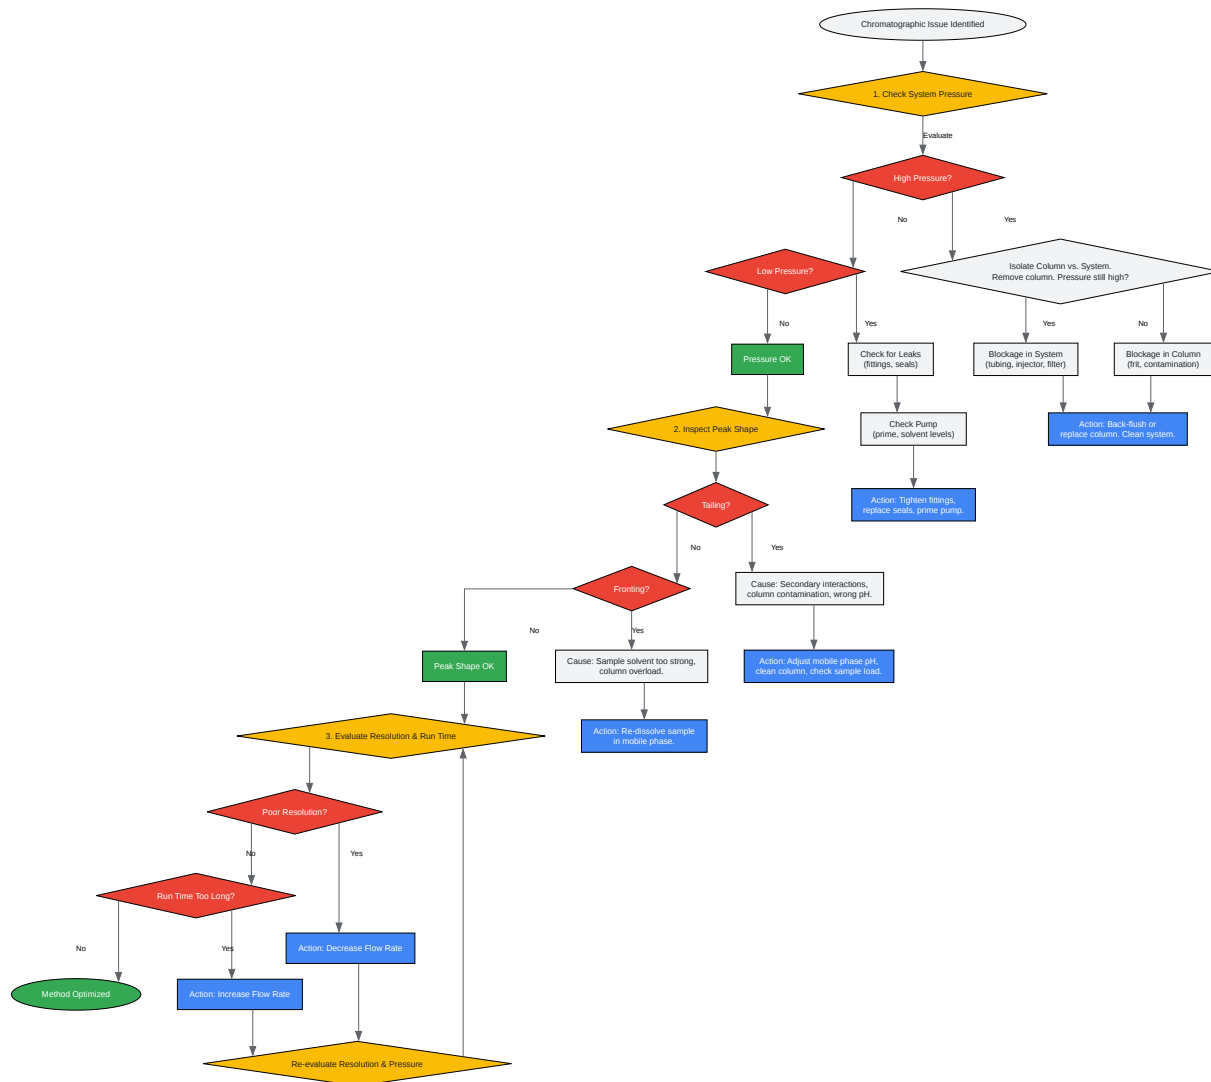 Chromatographic Issue Identified
1. Check System Pressure
Evaluate
High Pressure?
No
Yes
Low Pressure?
Isolate Column vs. System.
Remove column. Pressure still high?
No
Yes
Yes
No
Pressure OK
Check for Leaks
(fittings, seals)
Blockage in System
(tubing, injector, filter)
Blockage in Column
(frit, contamination)
2. Inspect Peak Shape
Check Pump
(prime, solvent levels)
Action: Back-flush or
replace column. Clean system.
Tailing?
Action: Tighten fittings,
replace seals, prime pump.
No
Yes
Fronting?
Cause: Secondary interactions,
column contamination, wrong pH.
No
Yes
Peak Shape OK
Cause: Sample solvent too strong,
column overload.
Action: Adjust mobile phase pH,
clean column, check sample load.
3. Evaluate Resolution & Run Time
Action: Re-dissolve sample
in mobile phase.
Poor Resolution?
No
Yes
Run Time Too Long?
No
Yes
Action: Decrease Flow Rate
Method Optimized
Action: Increase Flow Rate
Re-evaluate Resolution & Pressure